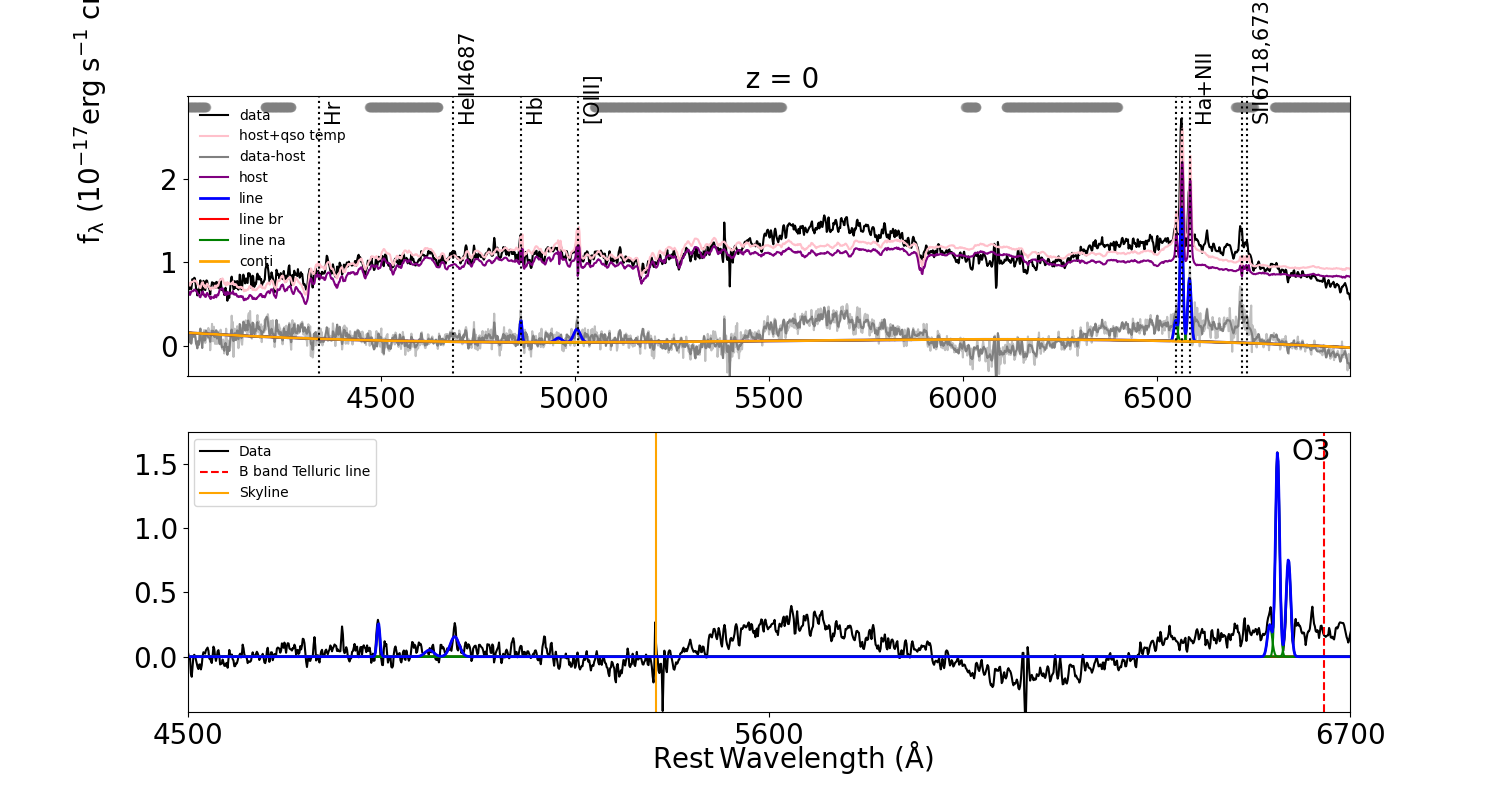 z = 0
f_λ (10^−17 erg s^−1
Hr
HeII4687
Hb
[OIII]
Ha+NII
SII6718,673
data
host+qso temp
data-host
host
line
line br
line na
conti
2
1
0
4500 5000 5500 6000 6500
Data
B band Telluric line
Skyline
O3
1.5
1.0
0.5
0.0
4500 5600 6700
Rest Wavelength (Å)